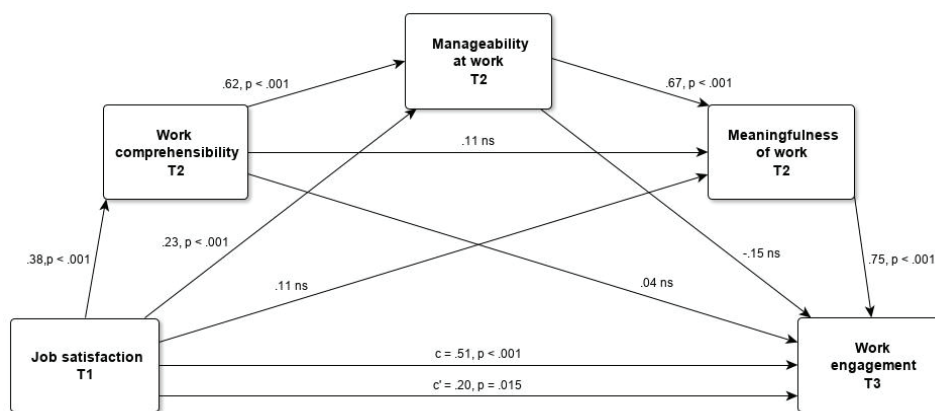 Manageability
at work
T2
.62, p < .001
.67, p < .001
Work
comprehensibility
T2
.11 ns
Meaningfulness
of work
T2
.38,p < .001
.23, p < .001
.11 ns
-.15 ns
.04 ns
.75, p < .001
Job satisfaction
T1
c = .51, p < .001
c' = .20, p = .015
Work
engagement
T3